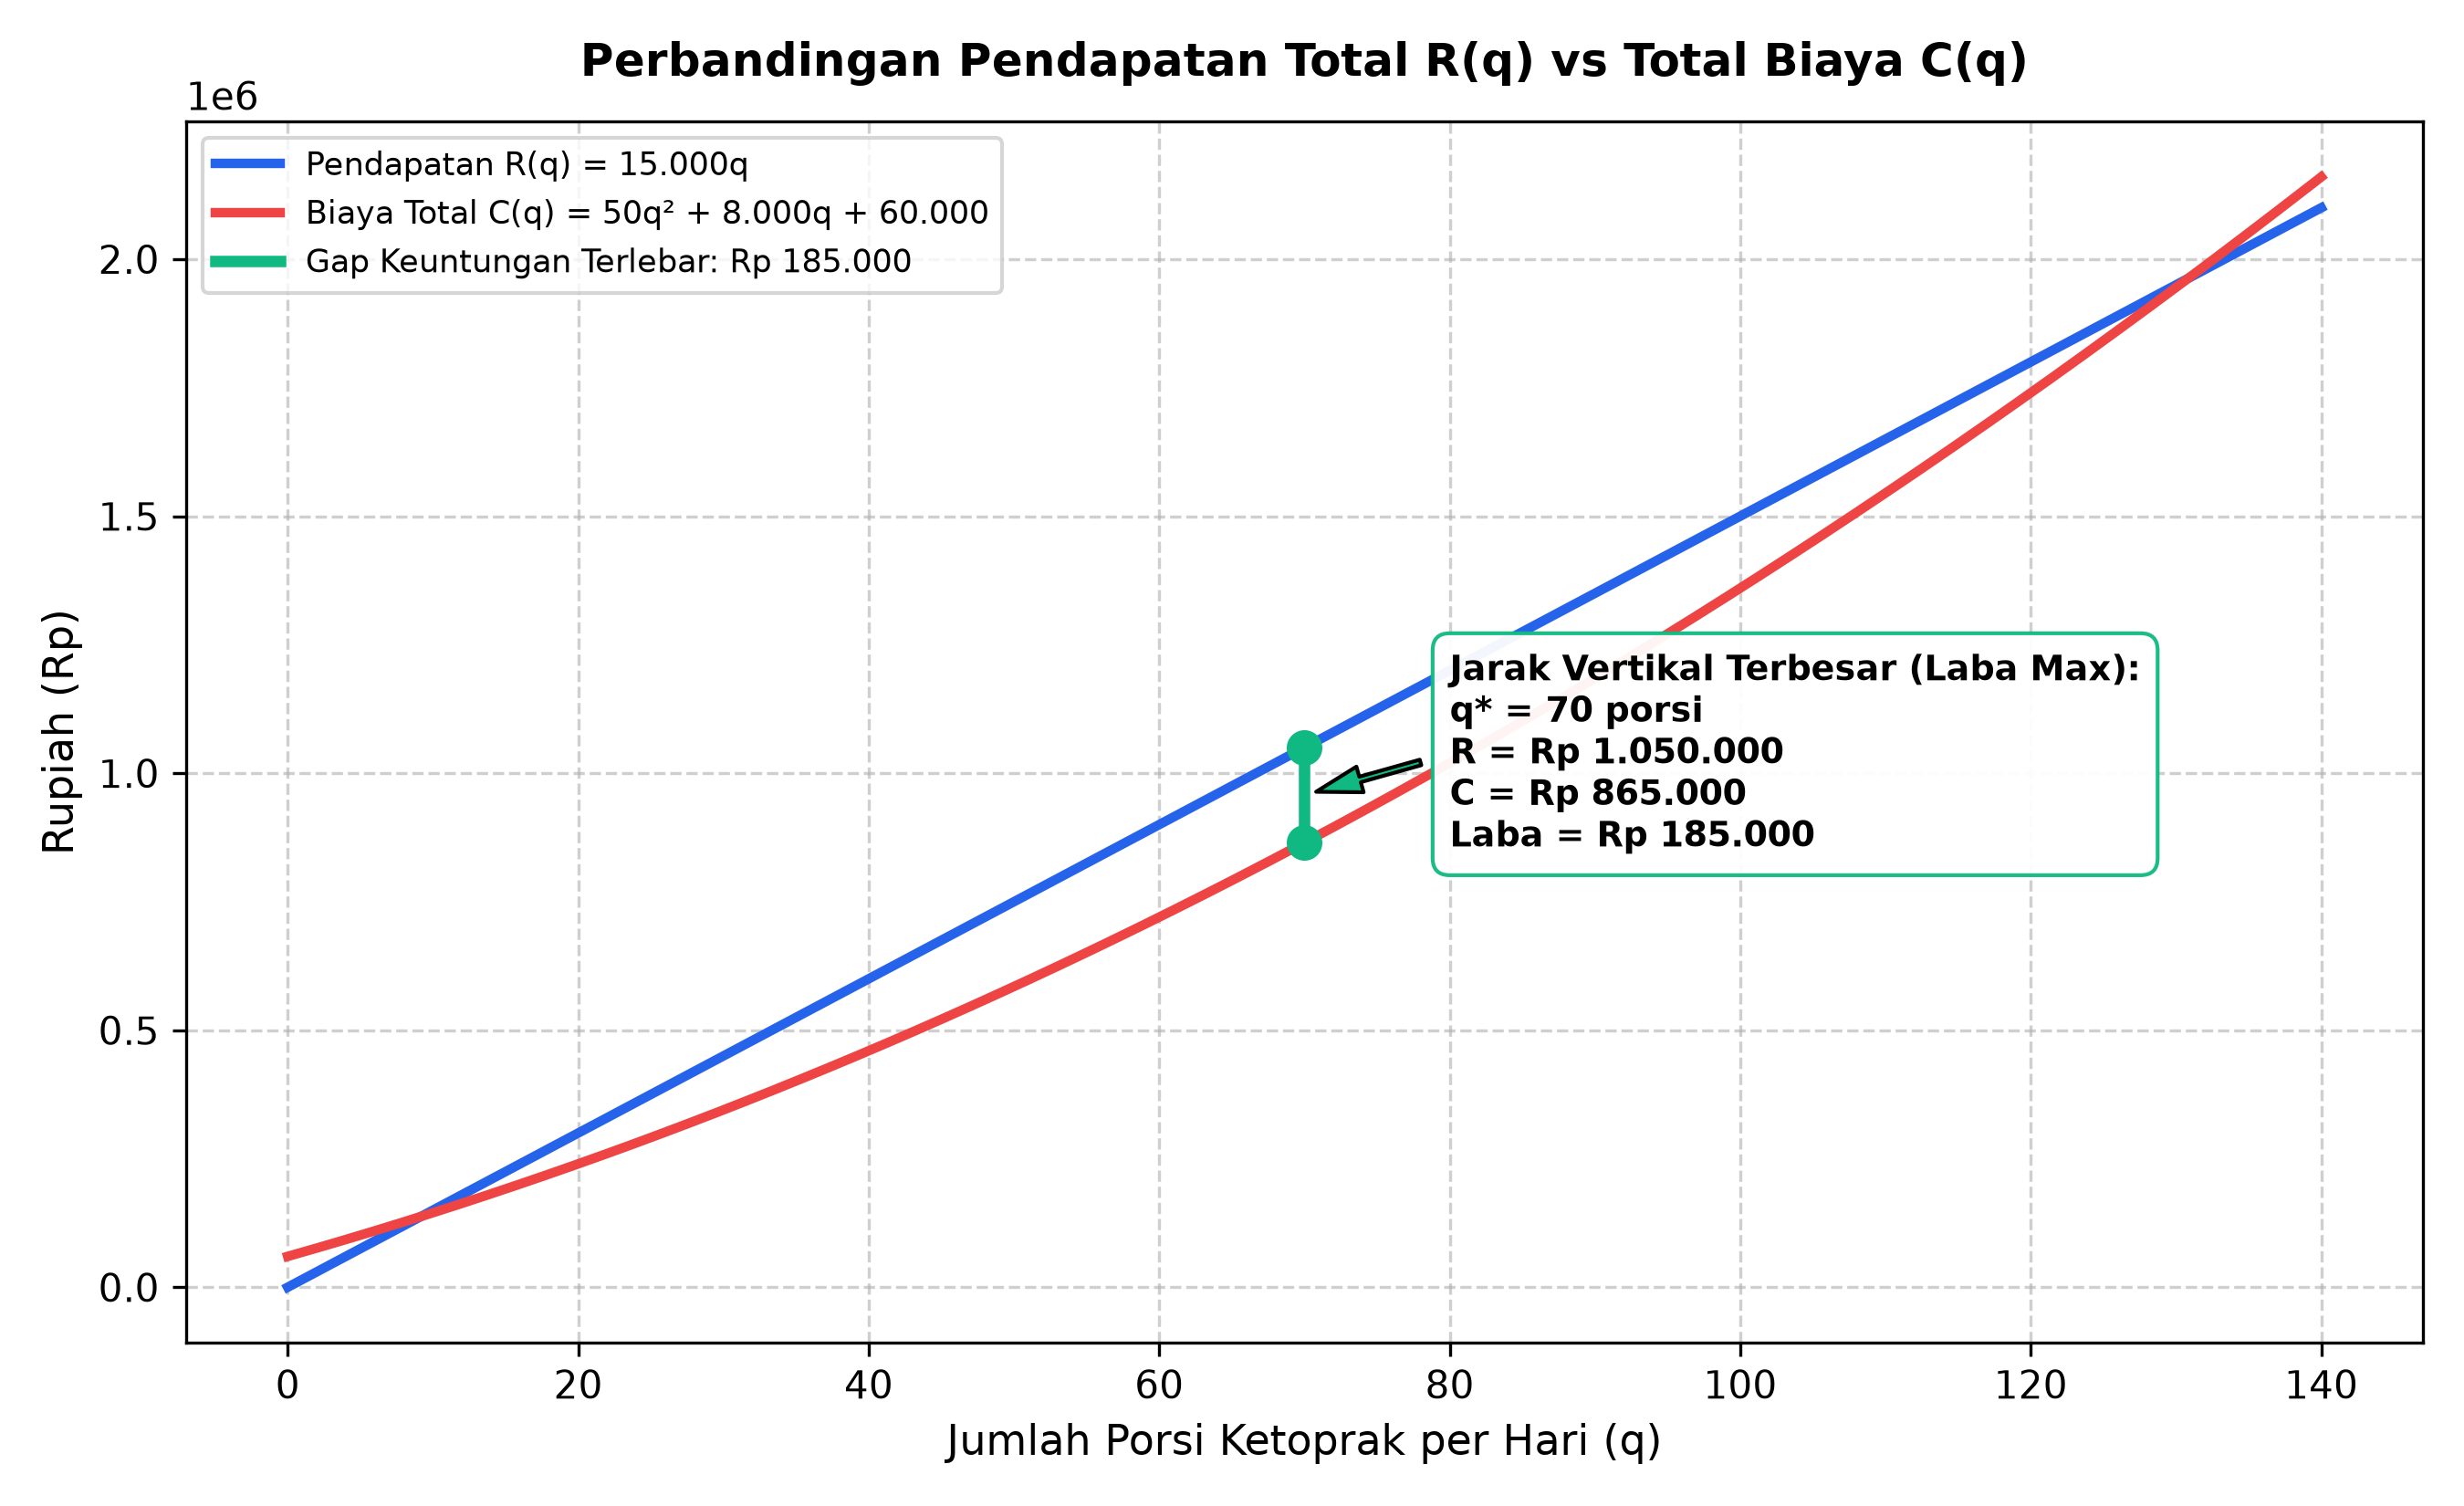 Perbandingan Pendapatan Total R(q) vs Total Biaya C(q)
1e6
Pendapatan R(q) = 15.000q
Biaya Total C(q) = 50q² + 8.000q + 60.000
Gap Keuntungan Terlebar: Rp 185.000
2.0
1.5
1.0
0.5
0.0
Rupiah (Rp)
Jarak Vertikal Terbesar (Laba Max):
q* = 70 porsi
R = Rp 1.050.000
C = Rp 865.000
Laba = Rp 185.000
0 20 40 60 80 100 120 140
Jumlah Porsi Ketoprak per Hari (q)